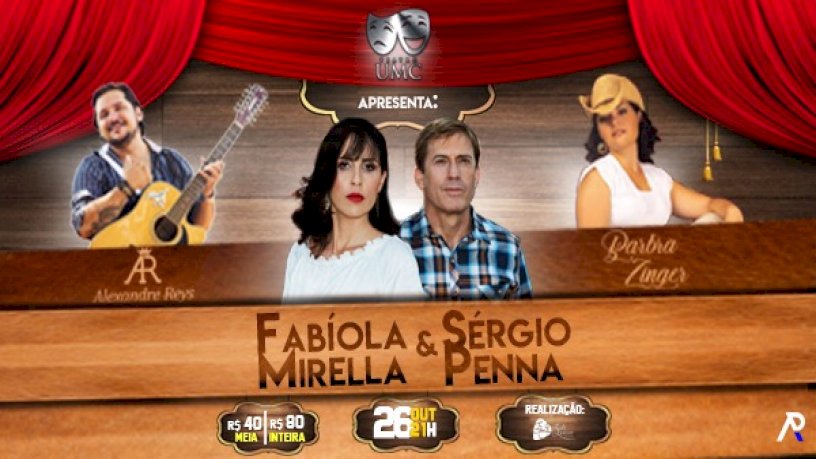 TEATRO
UMC
APRESENTA:
AR
Alexandre Reys
Barbra
Zinger
FABÍOLA & SÉRGIO
MIRELLA PENNA
R$ 40 | R$ 80
MEIA INTEIRA
26 OUT
21H
REALIZAÇÃO: